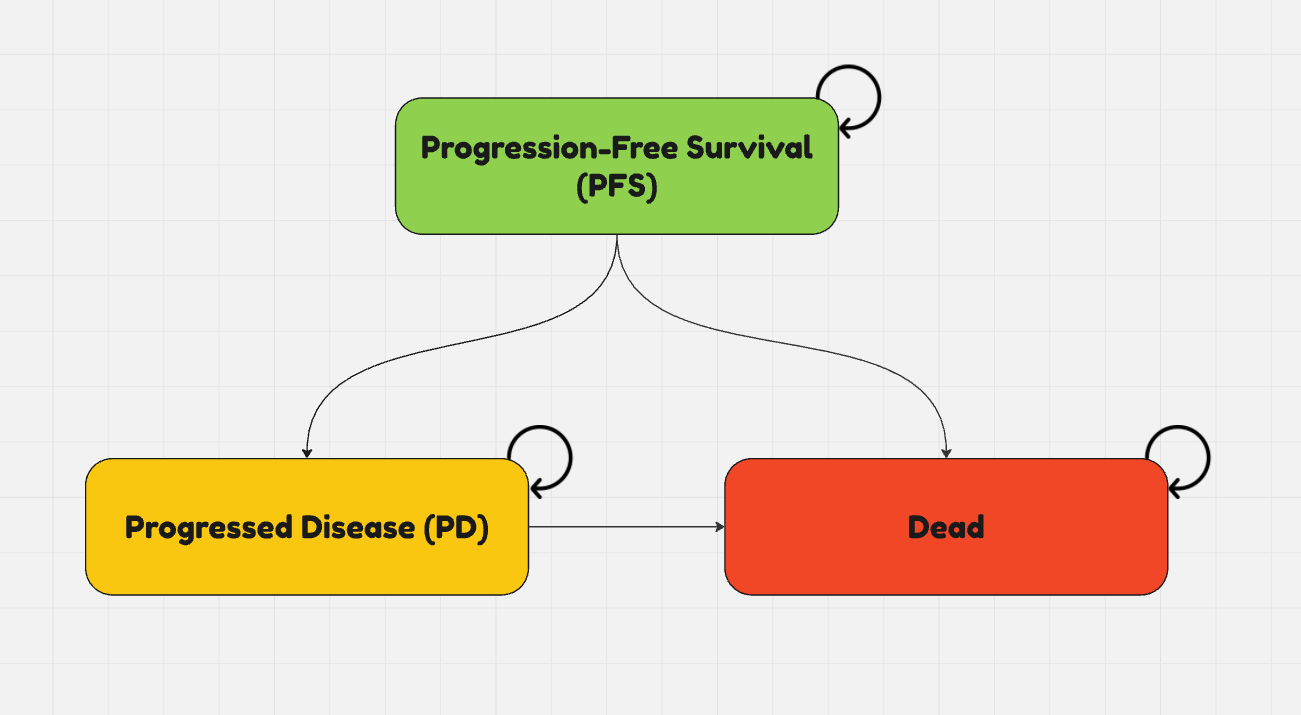 Progression-Free Survival
(PFS)
Progressed Disease (PD)
Dead